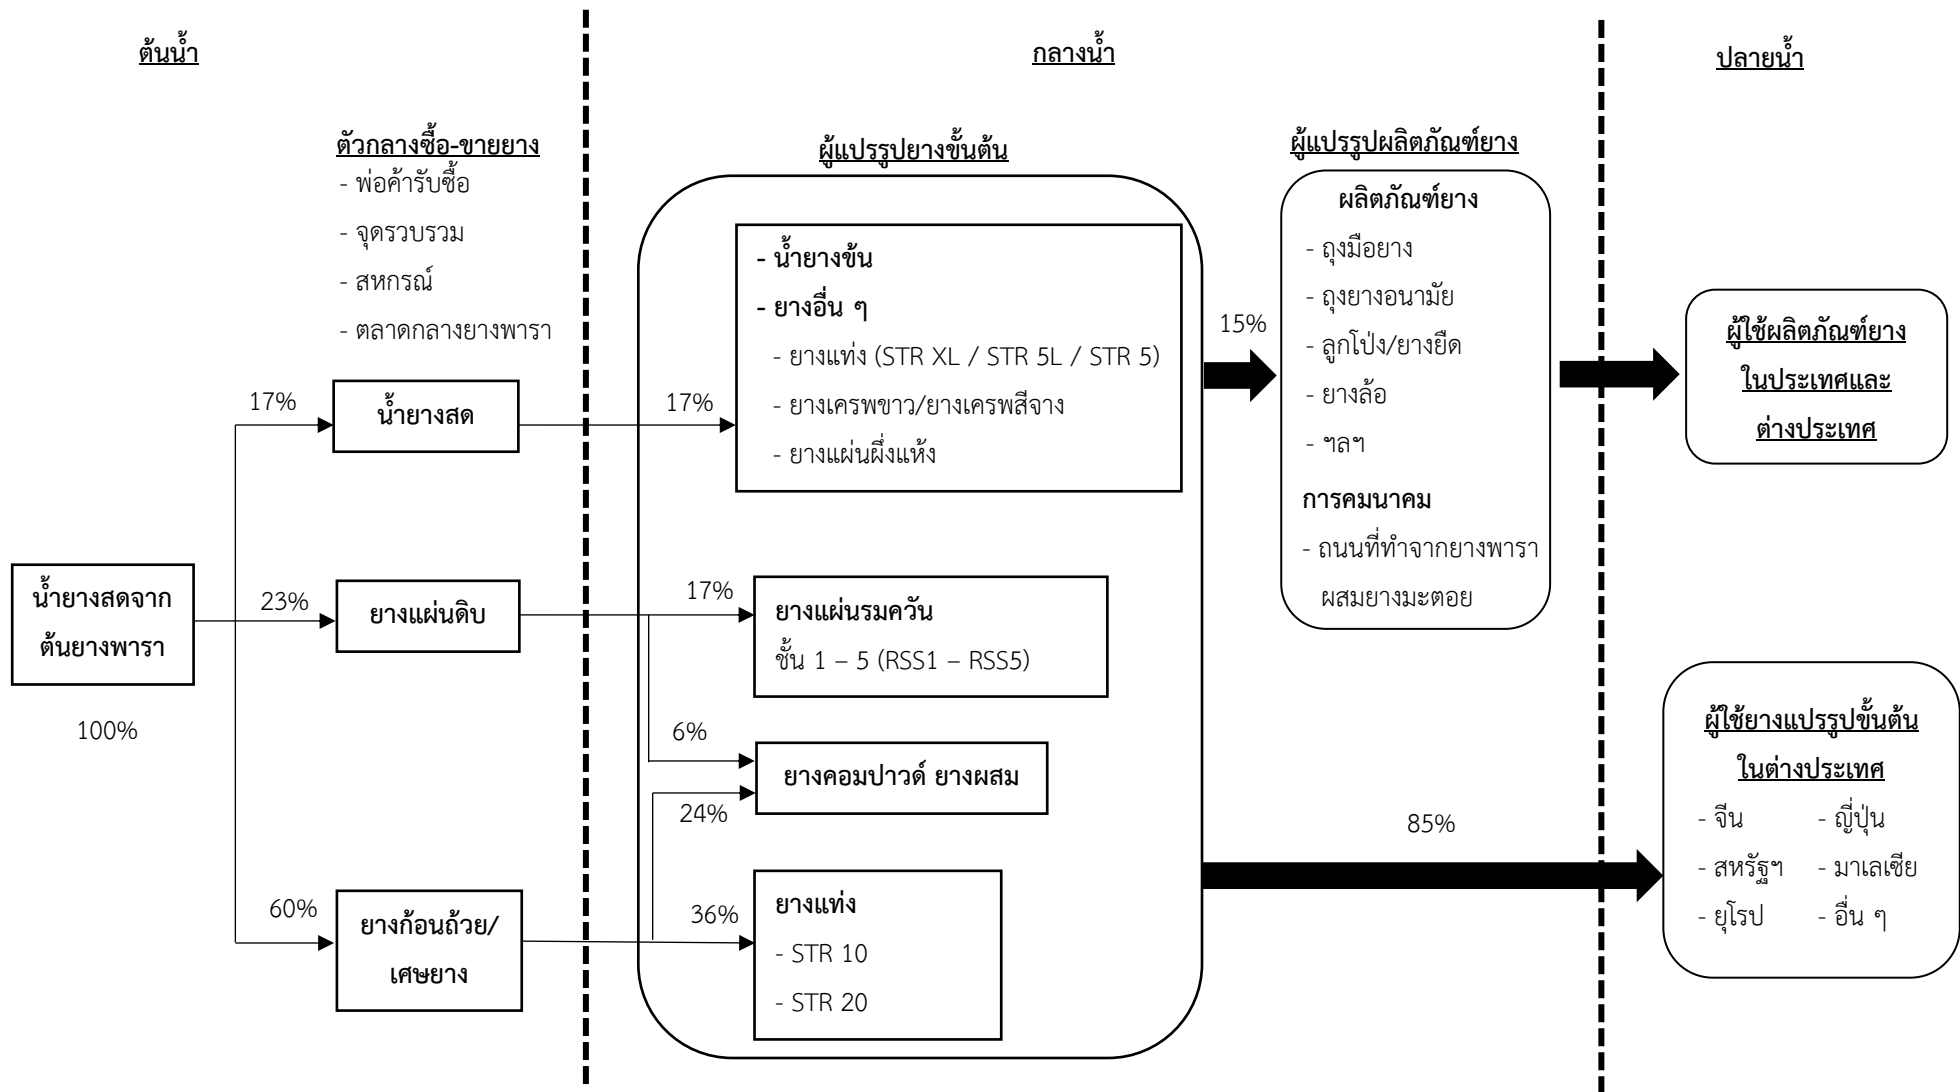 ต้นน้ำ
กลางน้ำ
ปลายน้ำ
ตัวกลางซื้อ-ขายยาง
- พ่อค้ารับซื้อ
- จุดรวบรวม
- สหกรณ์
- ตลาดกลางยางพารา
ผู้แปรรูปยางขั้นต้น
ผู้แปรรูปผลิตภัณฑ์ยาง
น้ำยางสดจาก
ต้นยางพารา
100%
17%
น้ำยางสด
23%
ยางแผ่นดิบ
60%
ยางก้อนถ้วย/
เศษยาง
17%
- น้ำยางข้น
- ยางอื่น ๆ
- ยางแท่ง (STR XL / STR 5L / STR 5)
- ยางเครพขาว/ยางเครพสีจาง
- ยางแผ่นผึ่งแห้ง
17%
ยางแผ่นรมควัน
ชั้น 1 – 5 (RSS1 – RSS5)
6%
24%
ยางคอมปาวด์ ยางผสม
36%
ยางแท่ง
- STR 10
- STR 20
15%
ผลิตภัณฑ์ยาง
- ถุงมือยาง
- ถุงยางอนามัย
- ลูกโป่ง/ยางยืด
- ยางล้อ
- ฯลฯ
การคมนาคม
- ถนนที่ทำจากยางพารา
ผสมยางมะตอย
85%
ผู้ใช้ผลิตภัณฑ์ยาง
ในประเทศและ
ต่างประเทศ
ผู้ใช้ยางแปรรูปขั้นต้น
ในต่างประเทศ
- จีน - ญี่ปุ่น
- สหรัฐฯ - มาเลเซีย
- ยุโรป - อื่น ๆ